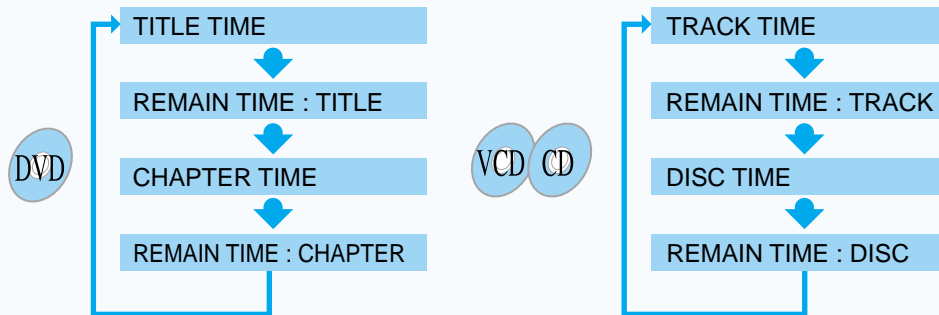 TITLE TIME
REMAIN TIME : TITLE
DVD
CHAPTER TIME
REMAIN TIME : CHAPTER
TRACK TIME
REMAIN TIME : TRACK
VCD
CD
DISC TIME
REMAIN TIME : DISC